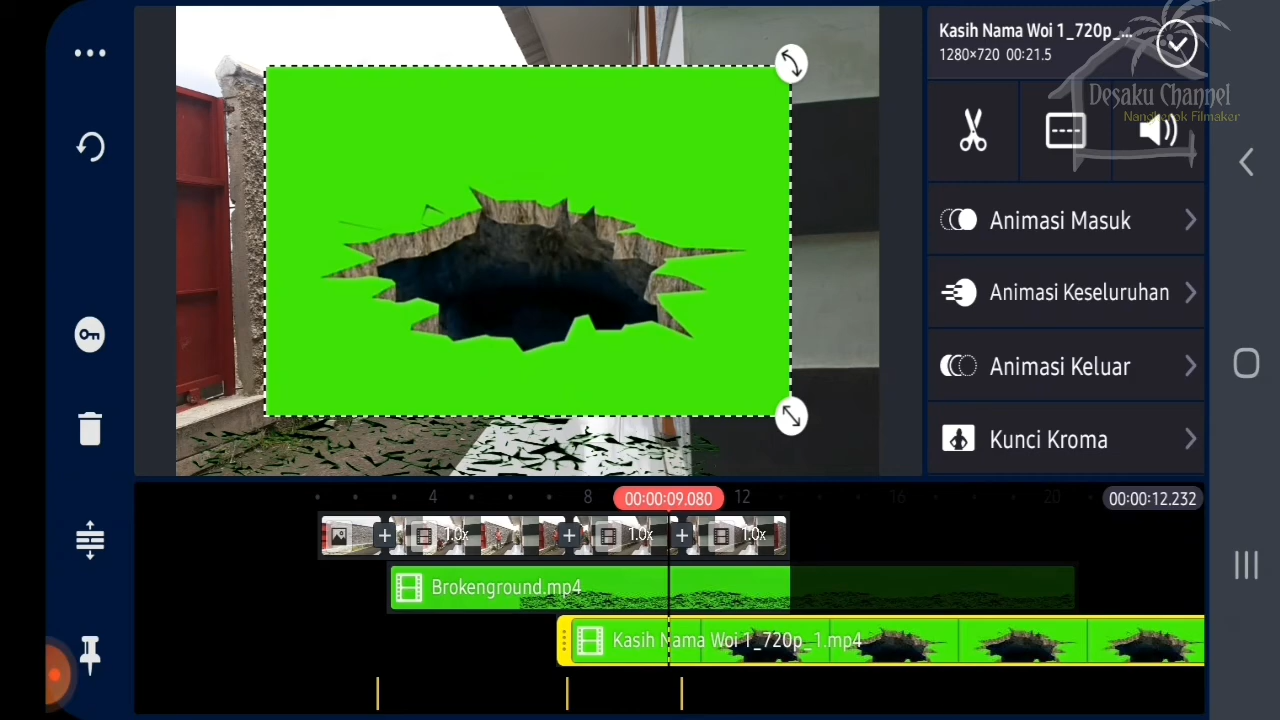 Kasih Nama Woi 1_720p_...
1280×720 00:21.5
Desaku Channel
Nangkerok Filmaker
Animasi Masuk
Animasi Keseluruhan
Animasi Keluar
Kunci Kroma
4
8
00:00:09.080
12
16
20
00:00:12.232
1.0x
1.0x
1.0x
Brokenground.mp4
Kasih Nama Woi 1_720p_1.mp4